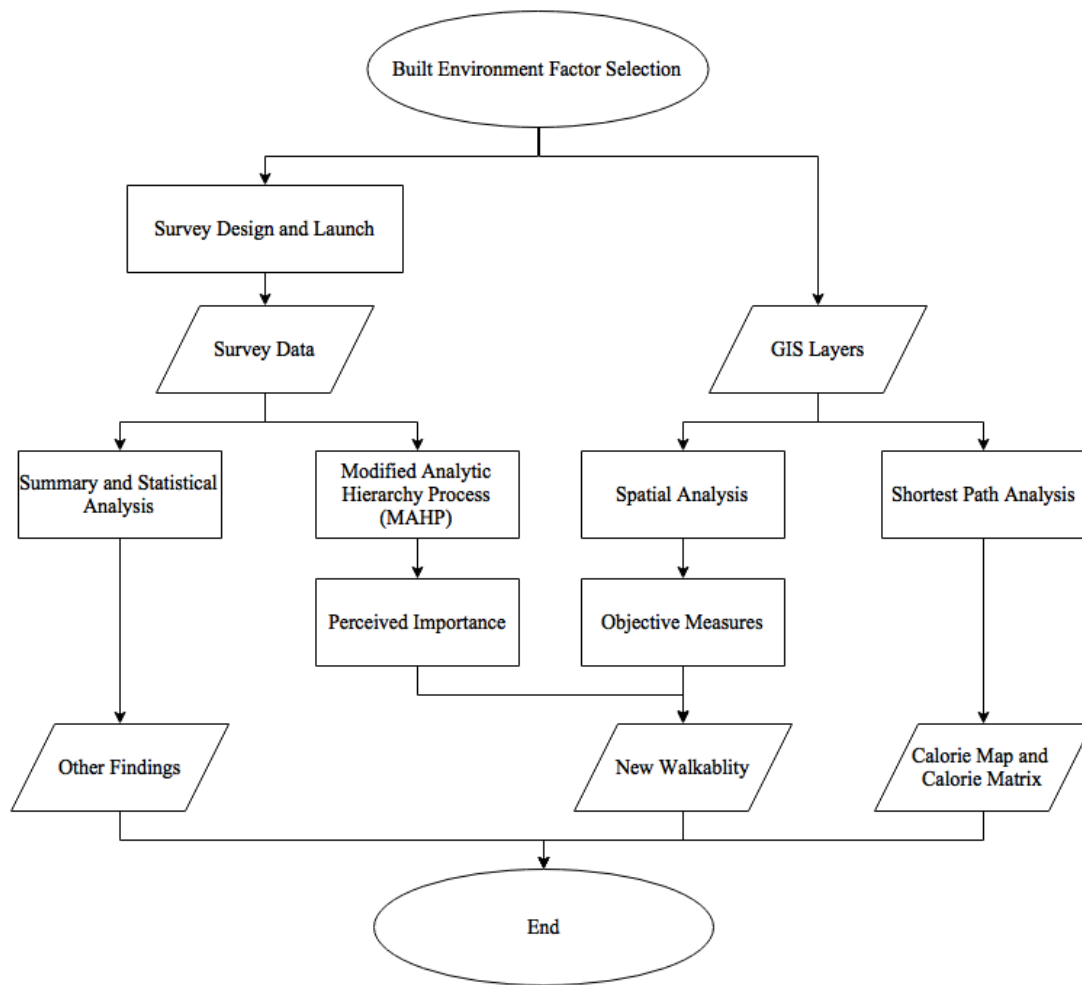 Built Environment Factor Selection
Survey Design and Launch
Survey Data
GIS Layers
Summary and Statistical
Analysis
Modified Analytic
Hierarchy Process
(MAHP)
Spatial Analysis
Shortest Path Analysis
Perceived Importance
Objective Measures
Other Findings
New Walkablity
Calorie Map and
Calorie Matrix
End